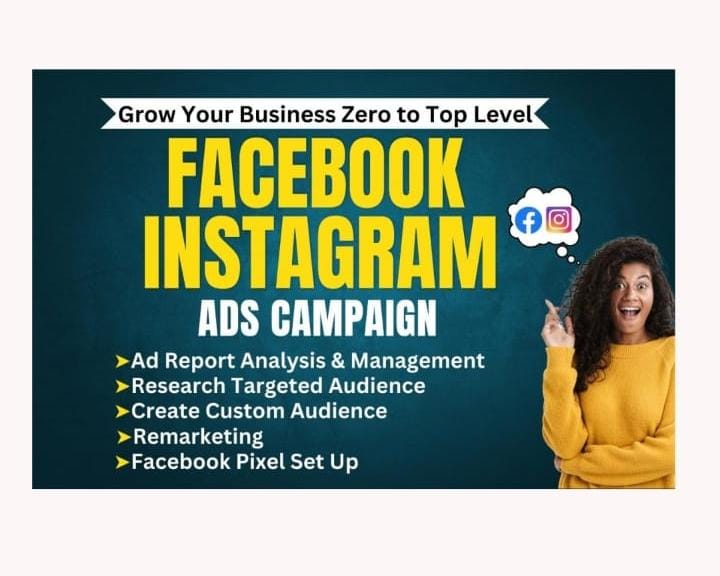 Grow Your Business Zero to Top Level
FACEBOOK
INSTAGRAM
ADS CAMPAIGN
➤Ad Report Analysis & Management
➤Research Targeted Audience
➤Create Custom Audience
➤Remarketing
➤Facebook Pixel Set Up